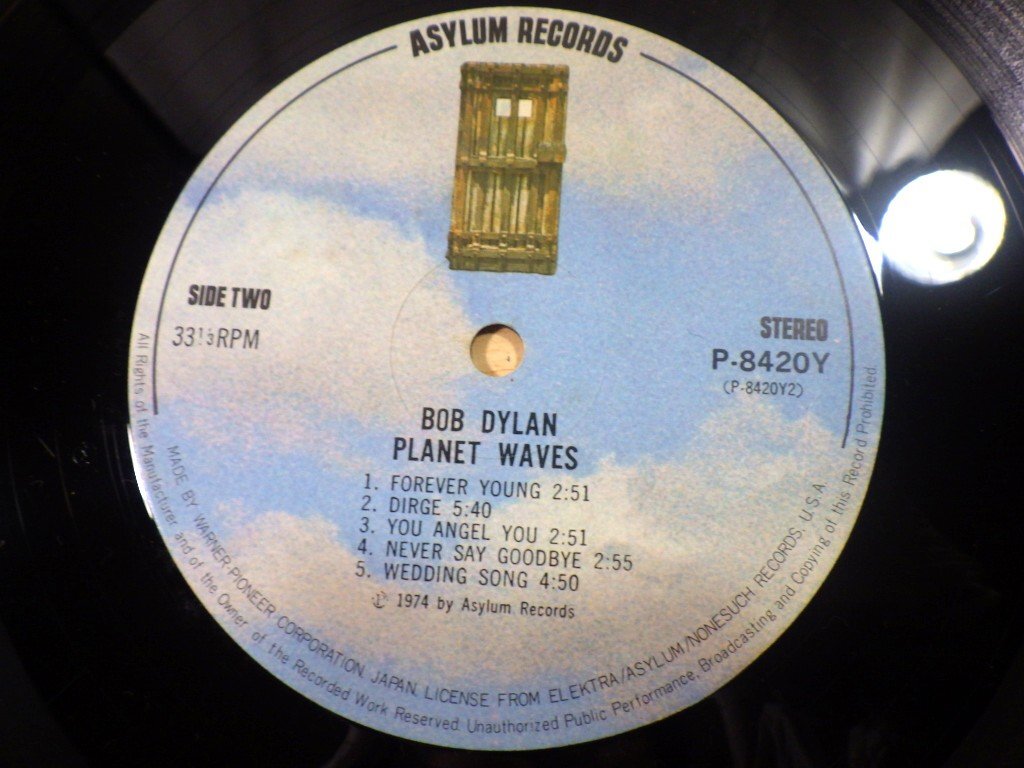 ASYLUM RECORDS
SIDE TWO
33 1/3 RPM
STEREO
P-8420Y
(P-8420Y2)
BOB DYLAN
PLANET WAVES
1. FOREVER YOUNG 2:51
2. DIRGE 5:40
3. YOU ANGEL YOU 2:51
4. NEVER SAY GOODBYE 2:55
5. WEDDING SONG 4:50
℗ 1974 by Asylum Records
MADE BY WARNER-PIONEER CORPORATION, JAPAN, LICENSE FROM ELEKTRA/ASYLUM/NONESUCH RECORDS, U.S.A.
All Rights of the Manufacturer and of the Owner of the Recorded Work Reserved. Unauthorized Public Performance, Broadcasting and Copying of this Record Prohibited.